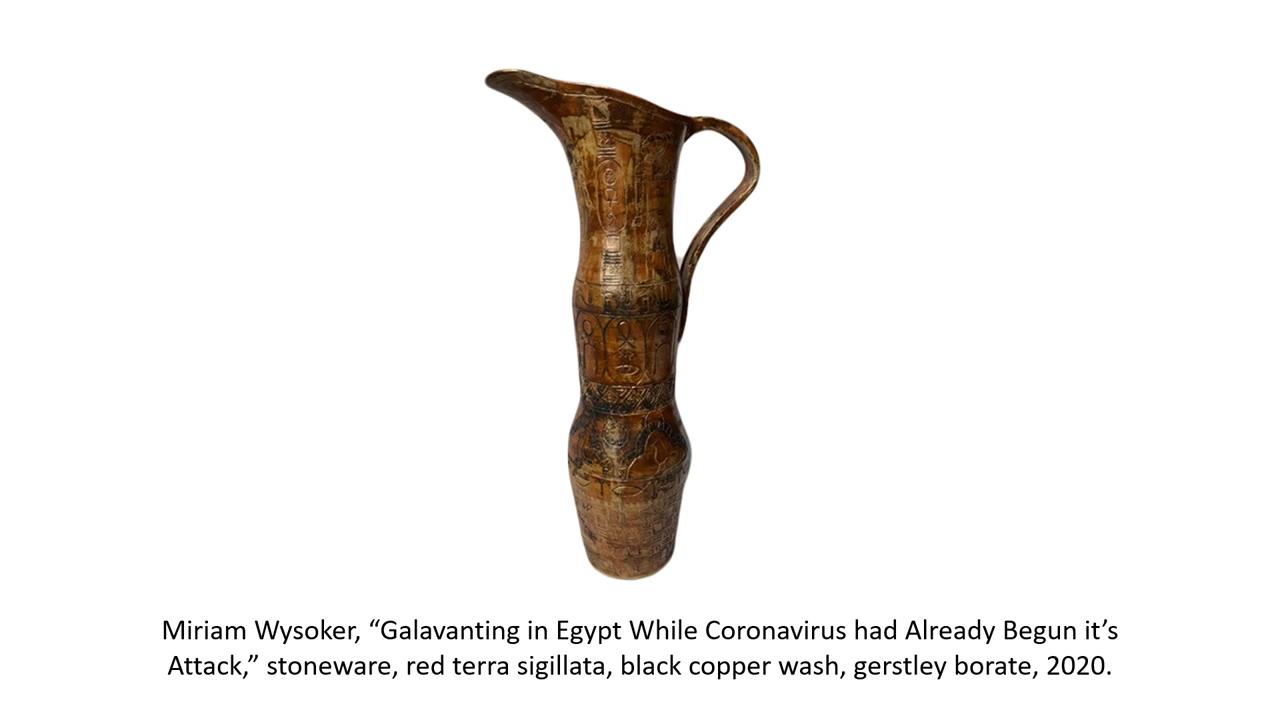 Miriam Wysoker, “Galavanting in Egypt While Coronavirus had Already Begun it’s
Attack,” stoneware, red terra sigillata, black copper wash, gerstley borate, 2020.